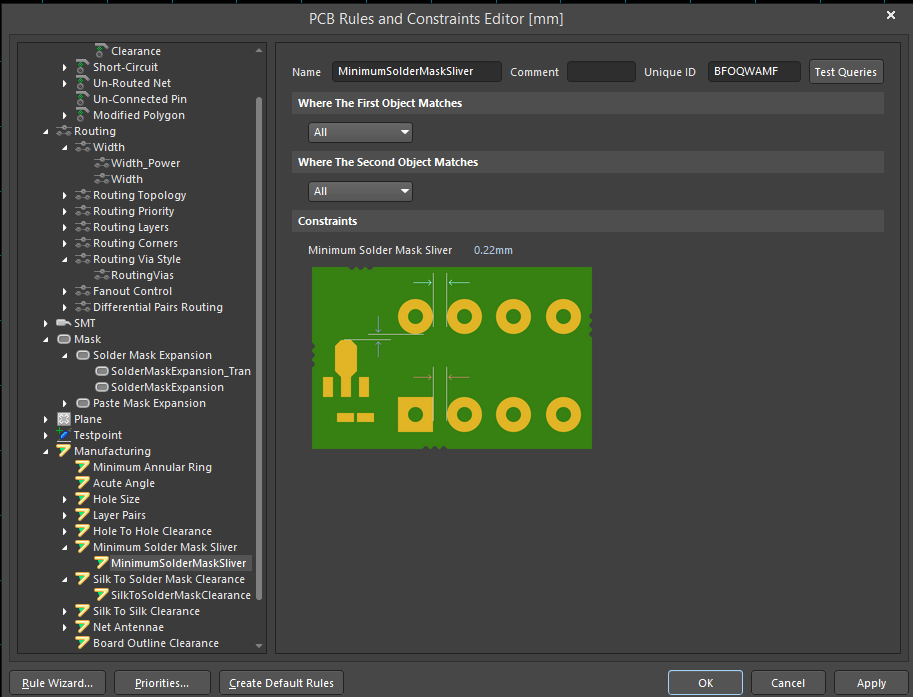 PCB Rules and Constraints Editor [mm]
Clearance
Short-Circuit
Un-Routed Net
Un-Connected Pin
Modified Polygon
Routing
Width
Width_Power
Width
Routing Topology
Routing Priority
Routing Layers
Routing Corners
Routing Via Style
RoutingVias
Fanout Control
Differential Pairs Routing
SMT
Mask
Solder Mask Expansion
SolderMaskExpansion_Tran
SolderMaskExpansion
Paste Mask Expansion
Plane
Testpoint
Manufacturing
Minimum Annular Ring
Acute Angle
Hole Size
Layer Pairs
Hole To Hole Clearance
Minimum Solder Mask Sliver
MinimumSolderMaskSliver
Silk To Solder Mask Clearance
SilkToSolderMaskClearance
Silk To Silk Clearance
Net Antennae
Board Outline Clearance
Name MinimumSolderMaskSliver Comment Unique ID BFOQWAMF Test Queries
Where The First Object Matches
All
Where The Second Object Matches
All
Constraints
Minimum Solder Mask Sliver 0.22mm
Rule Wizard... Priorities... Create Default Rules OK Cancel Apply